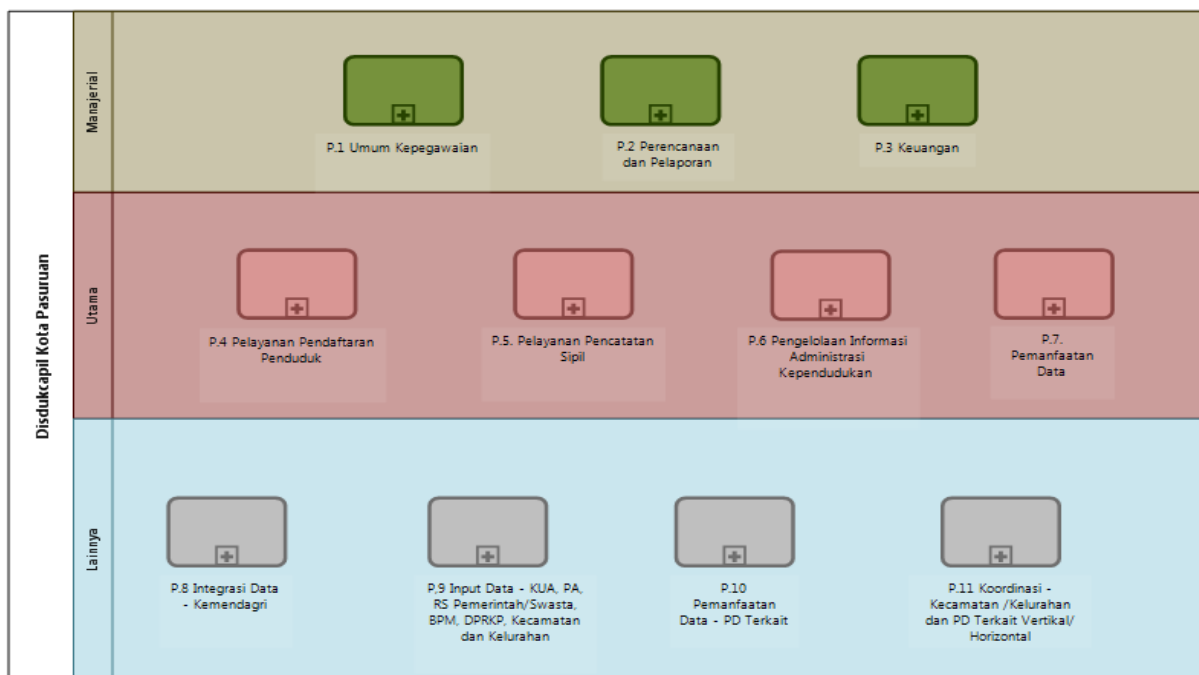 Disdukcapil Kota Pasuruan
Manajerial
P.1 Umum Kepegawaian
P.2 Perencanaan
dan Pelaporan
P.3 Keuangan
Utama
P.4 Pelayanan Pendaftaran
Penduduk
P.5. Pelayanan Pencatatan
Sipil
P.6 Pengelolaan Informasi
Administrasi
Kependudukan
P.7.
Pemanfaatan
Data
Lainnya
P.8 Integrasi Data
- Kemendagri
P,9 Input Data - KUA, PA,
RS Pemerintah/Swasta,
BPM, DPRKP, Kecamatan
dan Kelurahan
P.10
Pemanfaatan
Data - PD Terkait
P.11 Koordinasi -
Kecamatan /Kelurahan
dan PD Terkait Vertikal/
Horizontal